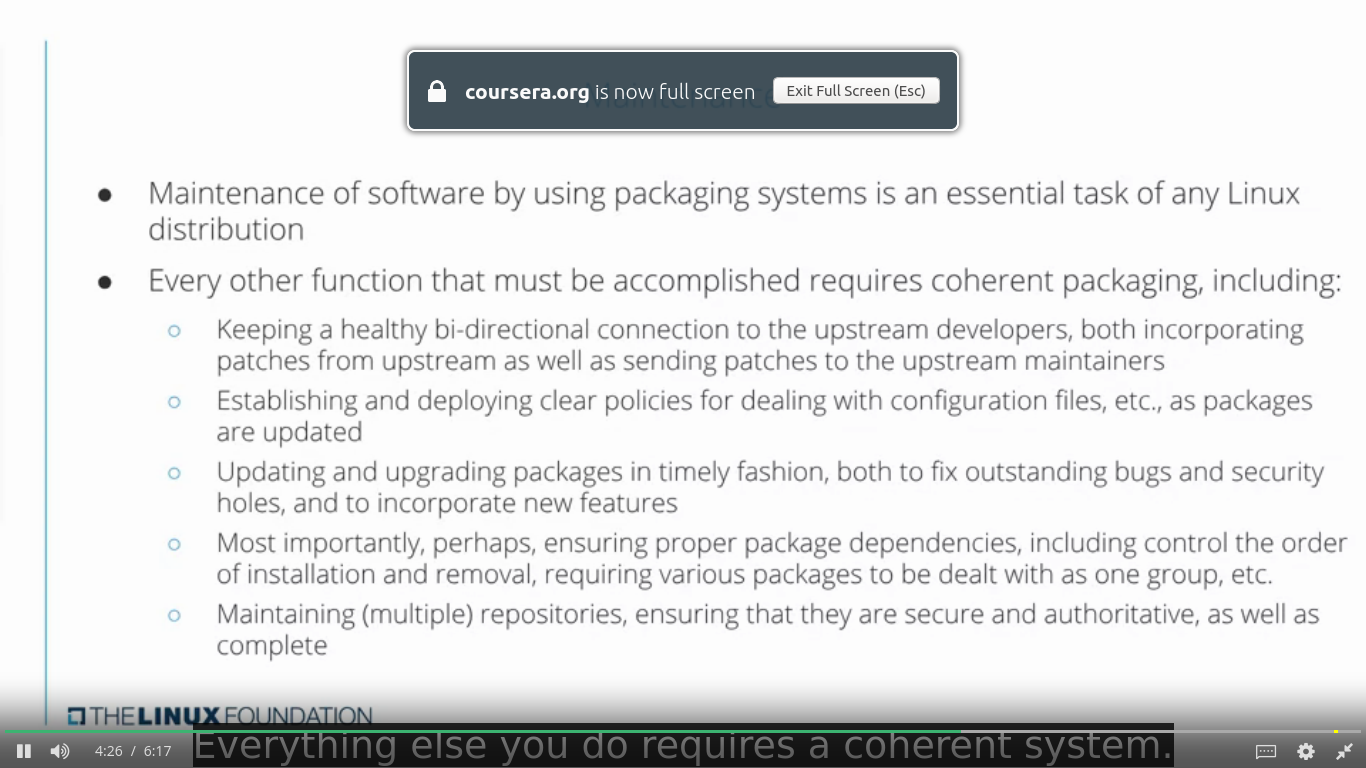 coursera.org is now full screen Exit Full Screen (Esc)
Maintenance
● Maintenance of software by using packaging systems is an essential task of any Linux
distribution
● Every other function that must be accomplished requires coherent packaging, including:
○ Keeping a healthy bi-directional connection to the upstream developers, both incorporating
patches from upstream as well as sending patches to the upstream maintainers
○ Establishing and deploying clear policies for dealing with configuration files, etc., as packages
are updated
○ Updating and upgrading packages in timely fashion, both to fix outstanding bugs and security
holes, and to incorporate new features
○ Most importantly, perhaps, ensuring proper package dependencies, including control the order
of installation and removal, requiring various packages to be dealt with as one group, etc.
○ Maintaining (multiple) repositories, ensuring that they are secure and authoritative, as well as
complete
THE LINUX FOUNDATION
Everything else you do requires a coherent system.
4:26 / 6:17